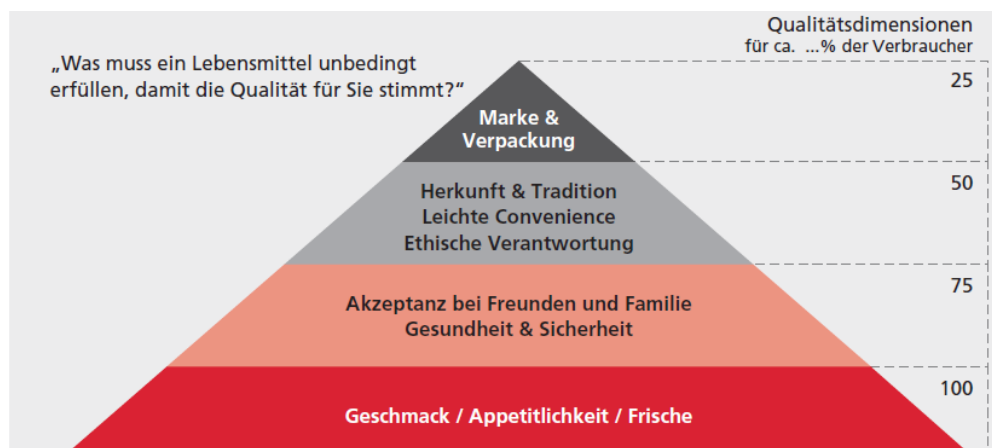 Qualitätsdimensionen
für ca. ...% der Verbraucher
„Was muss ein Lebensmittel unbedingt
erfüllen, damit die Qualität für Sie stimmt?“
25
Marke &
Verpackung
50
Herkunft & Tradition
Leichte Convenience
Ethische Verantwortung
75
Akzeptanz bei Freunden und Familie
Gesundheit & Sicherheit
100
Geschmack / Appetitlichkeit / Frische